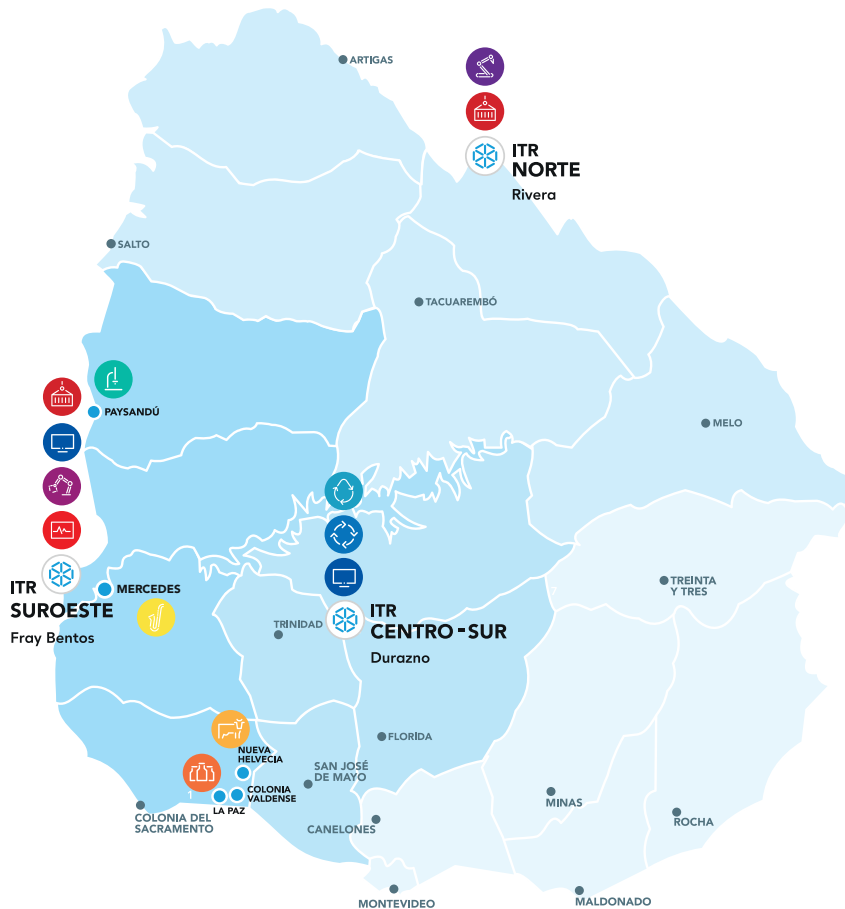 ARTIGAS
ITR
NORTE
Rivera
SALTO
TACUAREMBÓ
PAYSANDÚ
MELO
ITR
SUROESTE
Fray Bentos
MERCEDES
TRINIDAD
ITR
CENTRO-SUR
Durazno
7
TREINTA
Y TRES
FLORÍDA
NUEVA
HELVECIA
SAN JOSÉ
DE MAYO
1
COLONIA
VALDENSE
LA PAZ
COLONIA DEL
SACRAMENTO
CANELONES
MINAS
ROCHA
MONTEVIDEO
MALDONADO